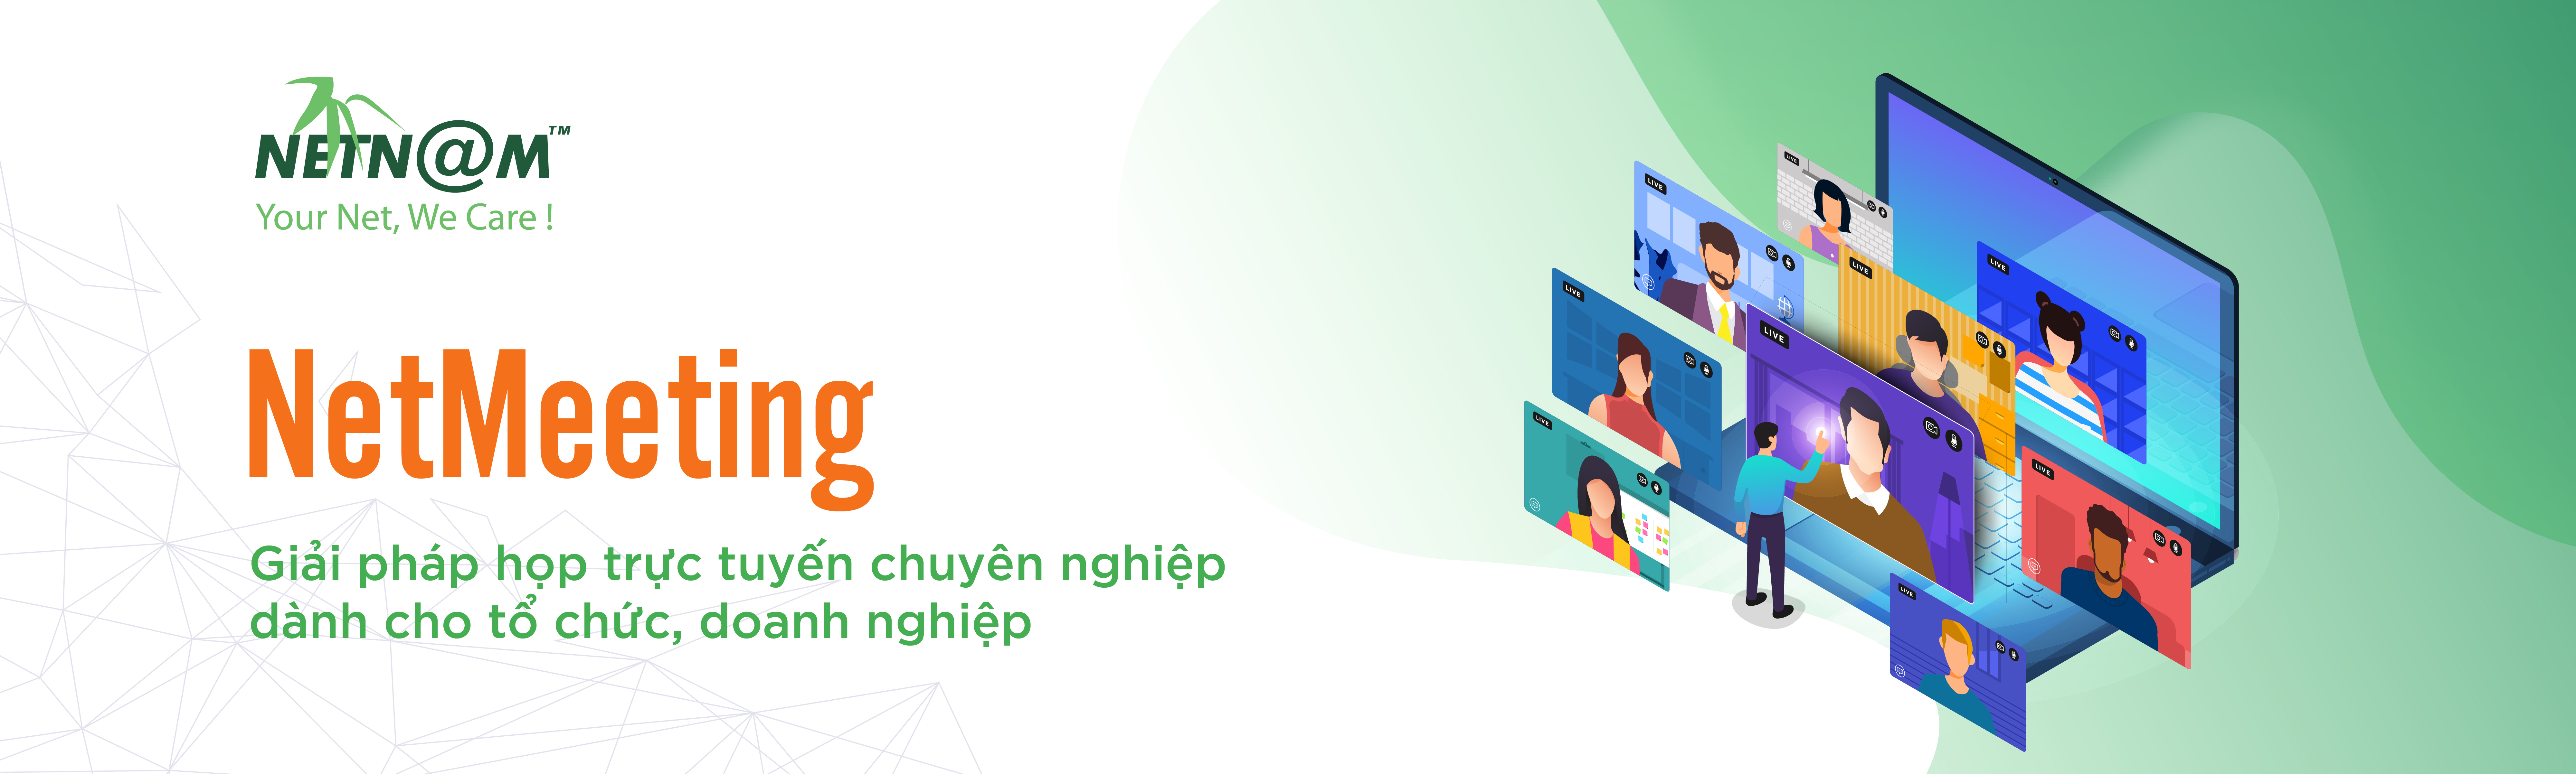 NETN@M™
Your Net, We Care !
NetMeeting
Giải pháp họp trực tuyến chuyên nghiệp
dành cho tổ chức, doanh nghiệp
LIVE
LIVE
LIVE
LIVE
LIVE
LIVE
LIVE
LIVE
LIVE